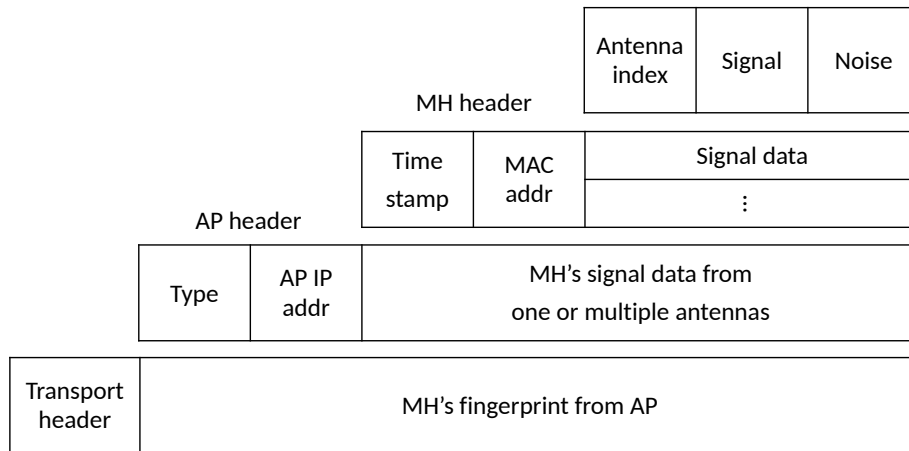 Antenna
index
Signal
Noise
MH header
Time
stamp
MAC
addr
Signal data
⋮
AP header
Type
AP IP
addr
MH’s signal data from
one or multiple antennas
Transport
header
MH’s fingerprint from AP